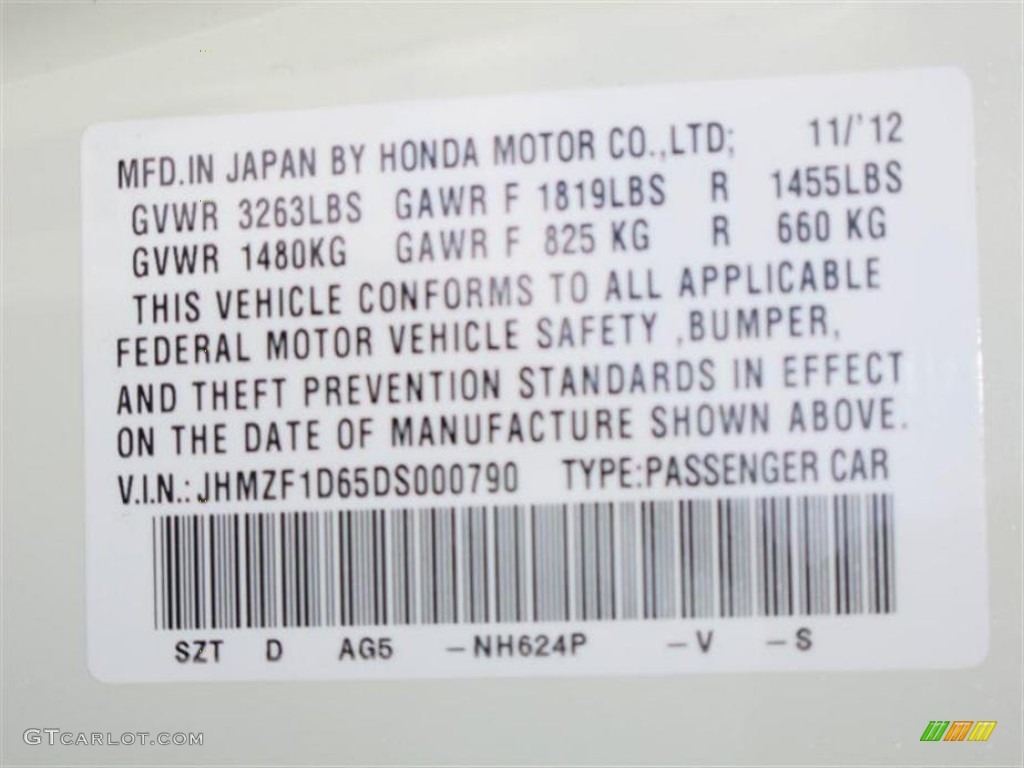 MFD.IN JAPAN BY HONDA MOTOR CO.,LTD; 11/'12
GVWR 3263LBS GAWR F 1819LBS R 1455LBS
GVWR 1480KG GAWR F 825 KG R 660 KG
THIS VEHICLE CONFORMS TO ALL APPLICABLE
FEDERAL MOTOR VEHICLE SAFETY ,BUMPER,
AND THEFT PREVENTION STANDARDS IN EFFECT
ON THE DATE OF MANUFACTURE SHOWN ABOVE.
V.I.N.: JHMZF1D65DS000790 TYPE:PASSENGER CAR
SZT D AG5 –NH624P –V –S
GTCARLOT.COM